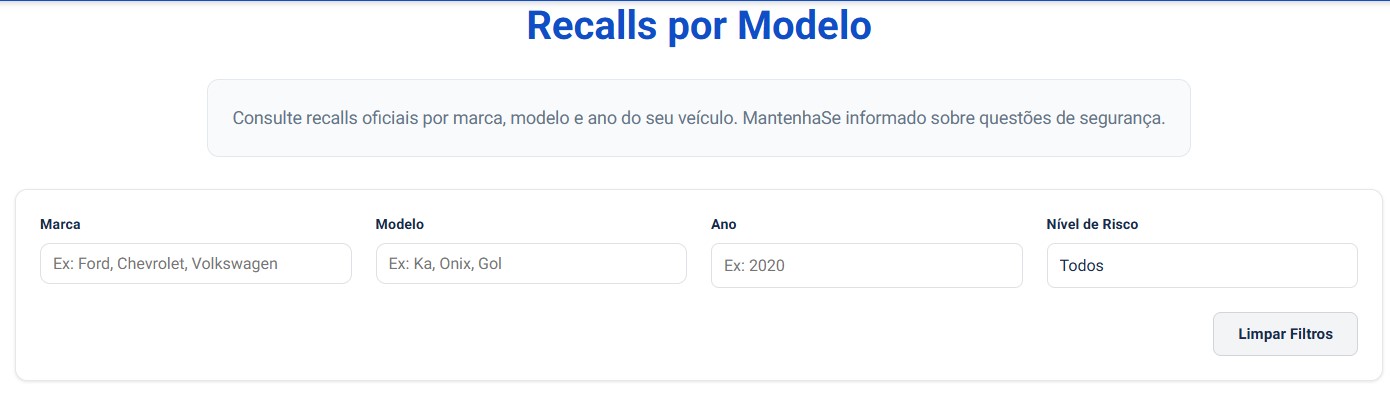 Recalls por Modelo
Consulte recalls oficiais por marca, modelo e ano do seu veículo. MantenhaSe informado sobre questões de segurança.
Marca
Modelo
Ano
Nível de Risco
Ex: Ford, Chevrolet, Volkswagen
Ex: Ka, Onix, Gol
Ex: 2020
Todos
Limpar Filtros